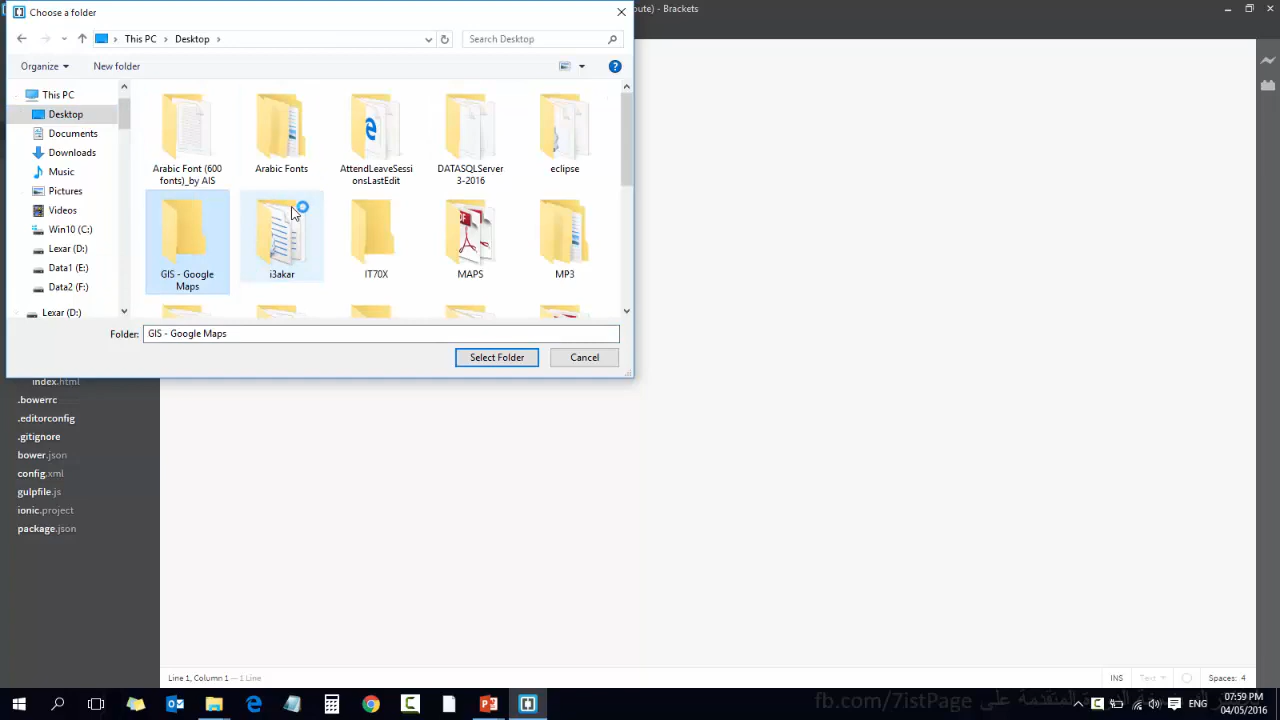 Choose a folder
oute) - Brackets
This PC
Desktop
Search Desktop
Organize
New folder
This PC
Desktop
Documents
Downloads
Music
Pictures
Videos
Win10 (C:)
Lexar (D:)
Data1 (E:)
Data2 (F:)
Lexar (D:)
Arabic Font (600
fonts)_by AIS
Arabic Fonts
AttendLeaveSessi
onsLastEdit
DATASQLServer
3-2016
eclipse
GIS - Google
Maps
i3akar
IT70X
MAPS
MP3
Folder:
GIS - Google Maps
Select Folder
Cancel
index.html
.bowerrc
.editorconfig
.gitignore
bower.json
config.xml
gulpfile.js
ionic.project
package.json
Line 1, Column 1 — 1 Line
INS
Text
Spaces: 4
fb.com/7istPage
على
ENG
07:59 PM
04/05/2016